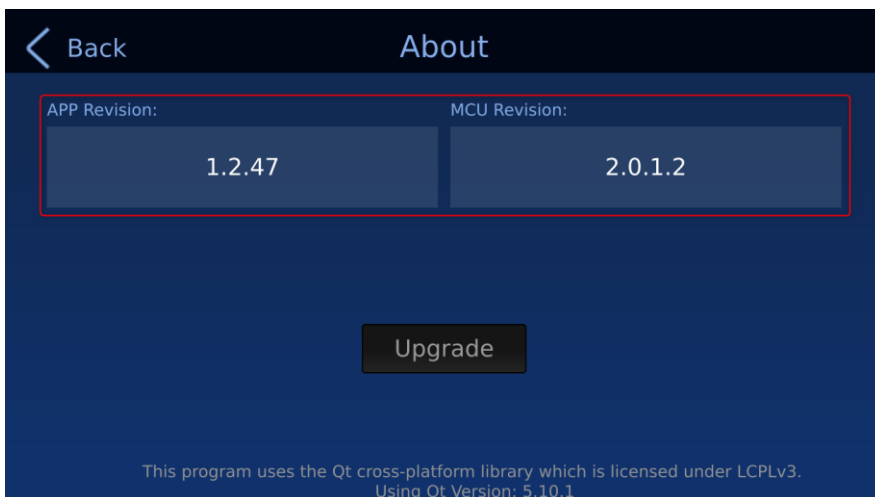 Back
About
APP Revision:
MCU Revision:
1.2.47
2.0.1.2
Upgrade
This program uses the Qt cross-platform library which is licensed under LCPLv3.
Using Qt Version: 5.10.1